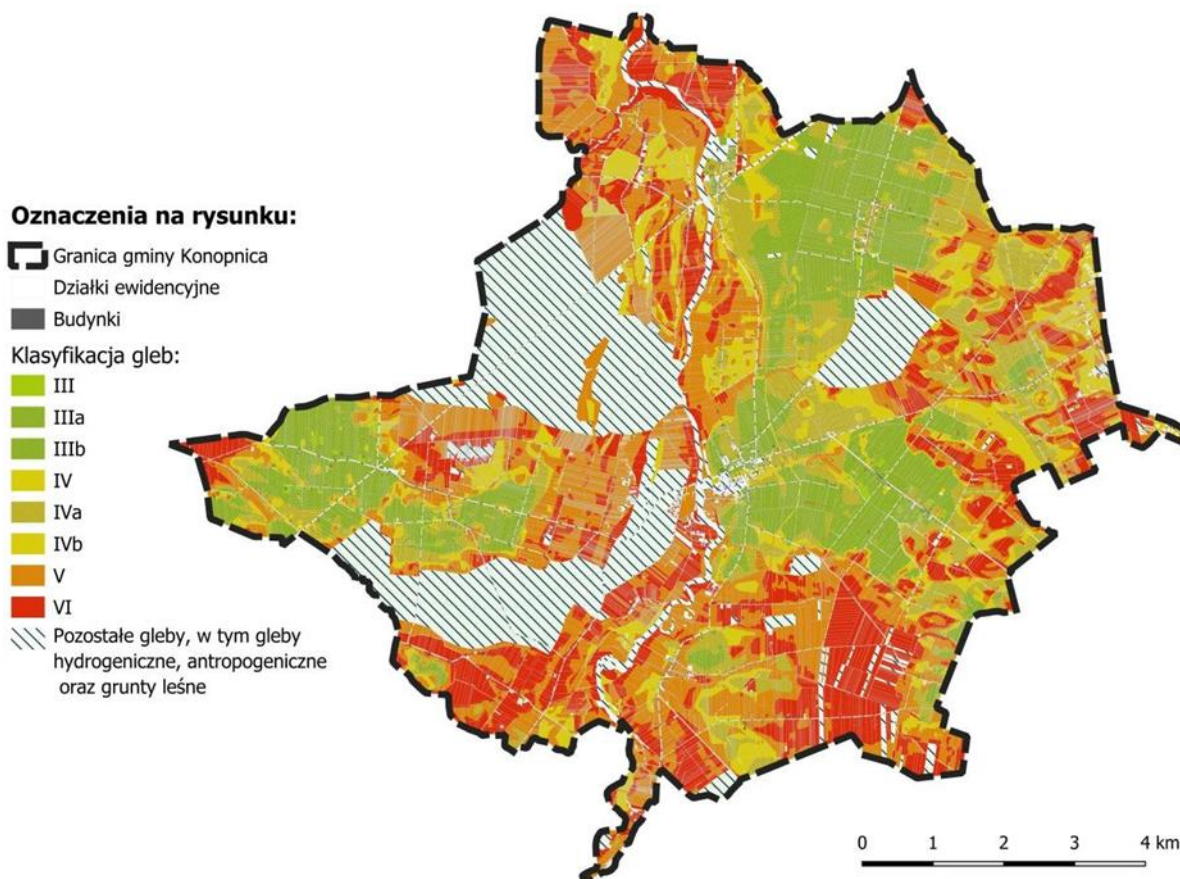 Oznaczenia na rysunku:
Granica gminy Konopnica
Działki ewidencyjne
Budynki
Klasyfikacja gleb:
III
IIIa
IIIb
IV
IVa
IVb
V
VI
Pozostałe gleby, w tym gleby
hydrogeniczne, antropogeniczne
oraz grunty leśne
0 1 2 3 4 km